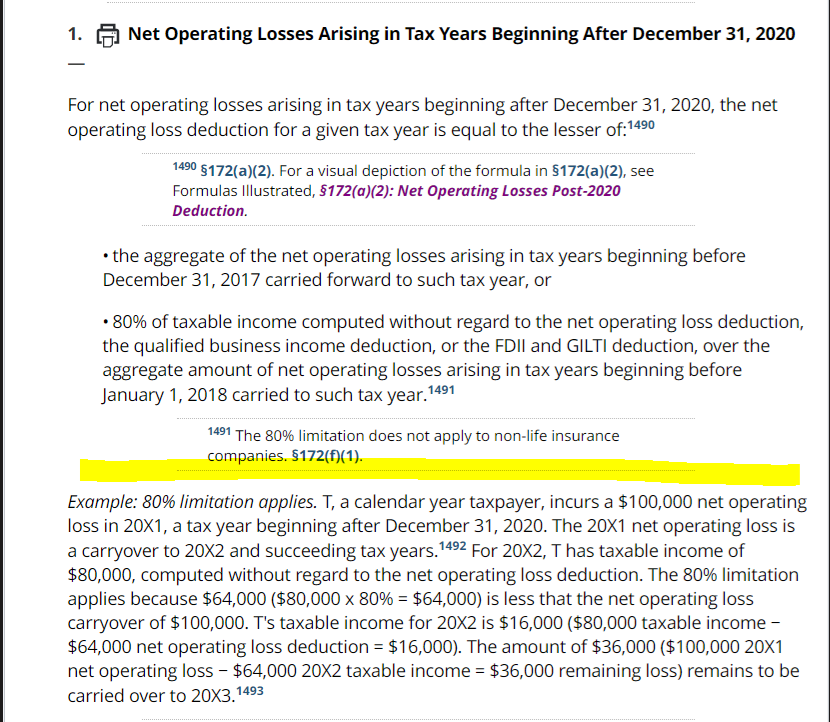 1. Net Operating Losses Arising in Tax Years Beginning After December 31, 2020
—
For net operating losses arising in tax years beginning after December 31, 2020, the net
operating loss deduction for a given tax year is equal to the lesser of:1490
1490 §172(a)(2). For a visual depiction of the formula in §172(a)(2), see
Formulas Illustrated, §172(a)(2): Net Operating Losses Post-2020
Deduction.
• the aggregate of the net operating losses arising in tax years beginning before
December 31, 2017 carried forward to such tax year, or
• 80% of taxable income computed without regard to the net operating loss deduction,
the qualified business income deduction, or the FDII and GILTI deduction, over the
aggregate amount of net operating losses arising in tax years beginning before
January 1, 2018 carried to such tax year.1491
1491 The 80% limitation does not apply to non-life insurance
companies. §172(f)(1).
Example: 80% limitation applies. T, a calendar year taxpayer, incurs a $100,000 net operating
loss in 20X1, a tax year beginning after December 31, 2020. The 20X1 net operating loss is
a carryover to 20X2 and succeeding tax years.1492 For 20X2, T has taxable income of
$80,000, computed without regard to the net operating loss deduction. The 80% limitation
applies because $64,000 ($80,000 x 80% = $64,000) is less that the net operating loss
carryover of $100,000. T's taxable income for 20X2 is $16,000 ($80,000 taxable income −
$64,000 net operating loss deduction = $16,000). The amount of $36,000 ($100,000 20X1
net operating loss − $64,000 20X2 taxable income = $36,000 remaining loss) remains to be
carried over to 20X3.1493